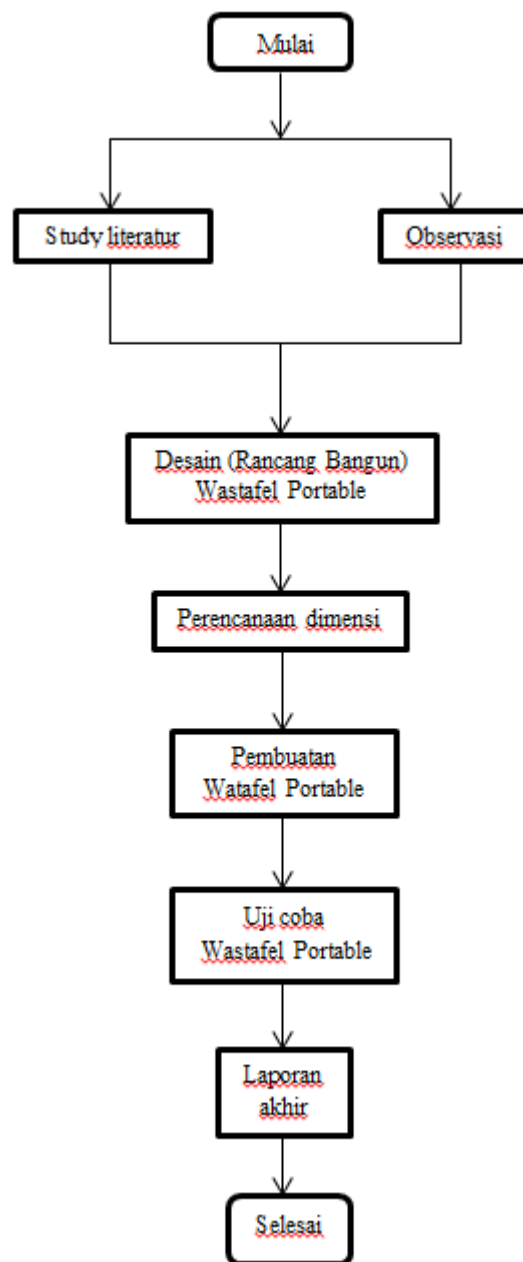 Mulai
Study literatur
Observasi
Desain (Rancang Bangun)
Wastafel Portable
Perencanaan dimensi
Pembuatan
Watafel Portable
Uji coba
Wastafel Portable
Laporan
akhir
Selesai